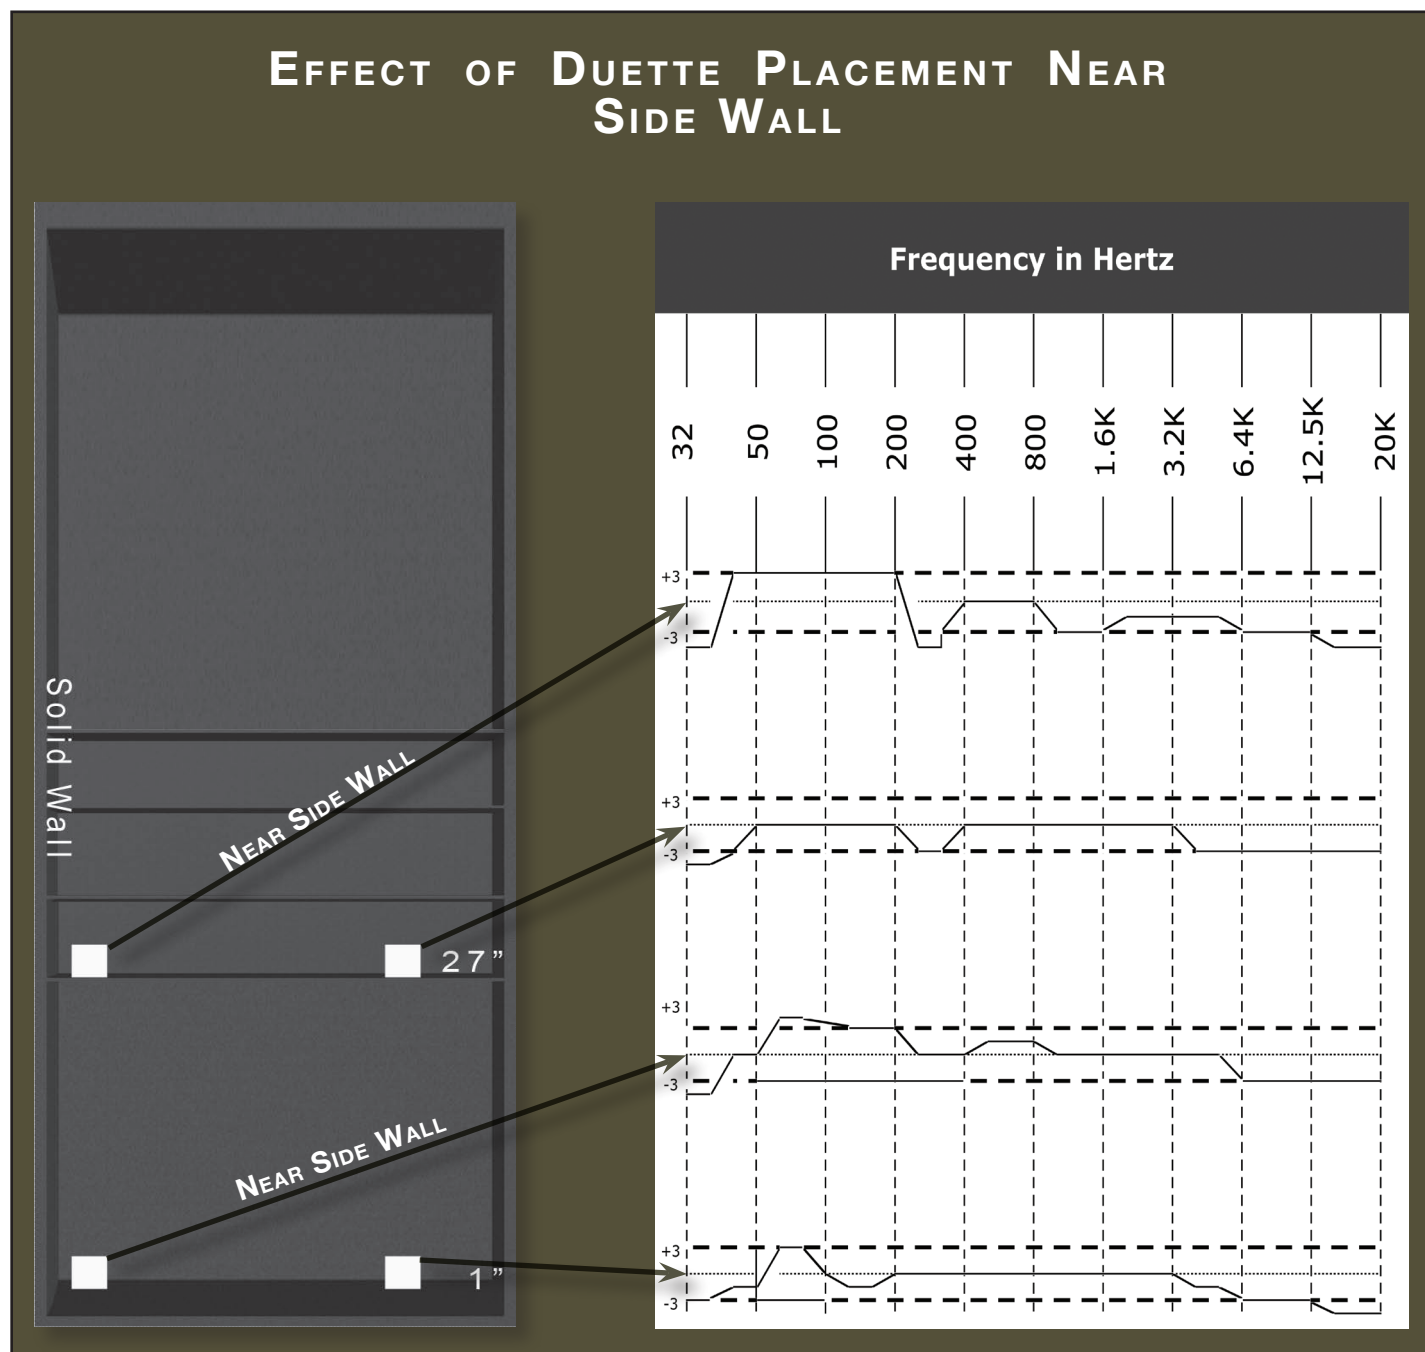 Effect of Duette Placement Near
Side Wall
Frequency in Hertz
32
50
100
200
400
800
1.6K
3.2K
6.4K
12.5K
20K
+3
-3
Solid Wall
Near Side Wall
+3
-3
27”
+3
-3
Near Side Wall
1”
+3
-3